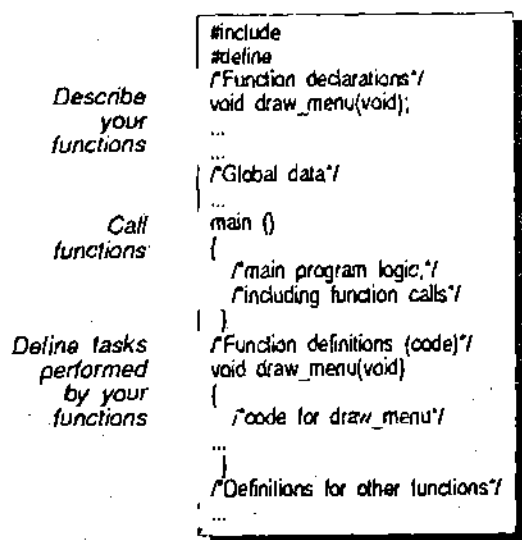 #include
#define
/*Function declarations*/
Describe
your
functions
void draw_menu(void);
...
...
/*Global data*/
...
Call
functions
main ()
{
/*main program logic,*/
/*including function calls*/
}
Define tasks
performed
by your
functions
/*Function definitions (code)*/
void draw_menu(void)
{
/*code for draw_menu*/
...
}
/*Definitions for other functions*/
...